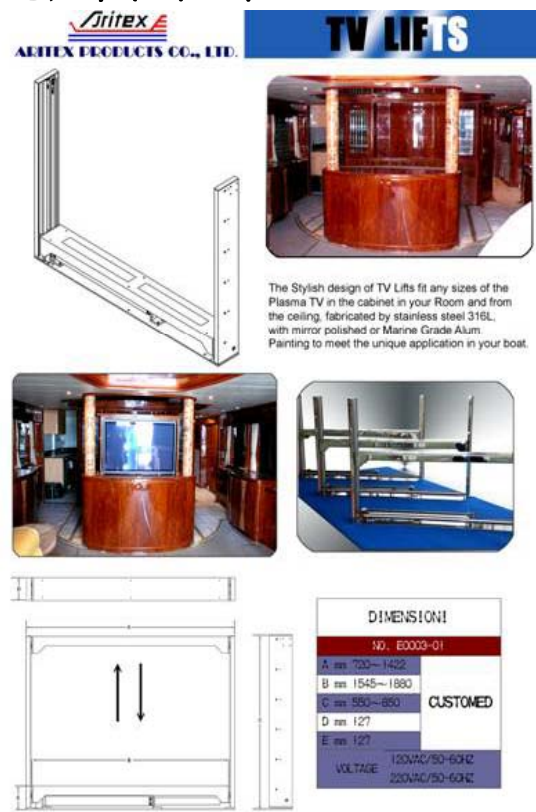 Aritex
ARITEX PRODUCTS CO., LTD.
TV LIFTS
The Stylish design of TV Lifts fit any sizes of the
Plasma TV in the cabinet in your Room and from
the ceiling, fabricated by stainless steel 316L,
with mirror polished or Marine Grade Alum.
Painting to meet the unique application in your boat.
DIMENSION!
NO. E0003-01
A mm 720~1422
B mm 1545~1880
C mm 550~850
D mm 127
E mm 127
CUSTOMED
VOLTAGE
120VAC/50-60HZ
220VAC/50-60HZ